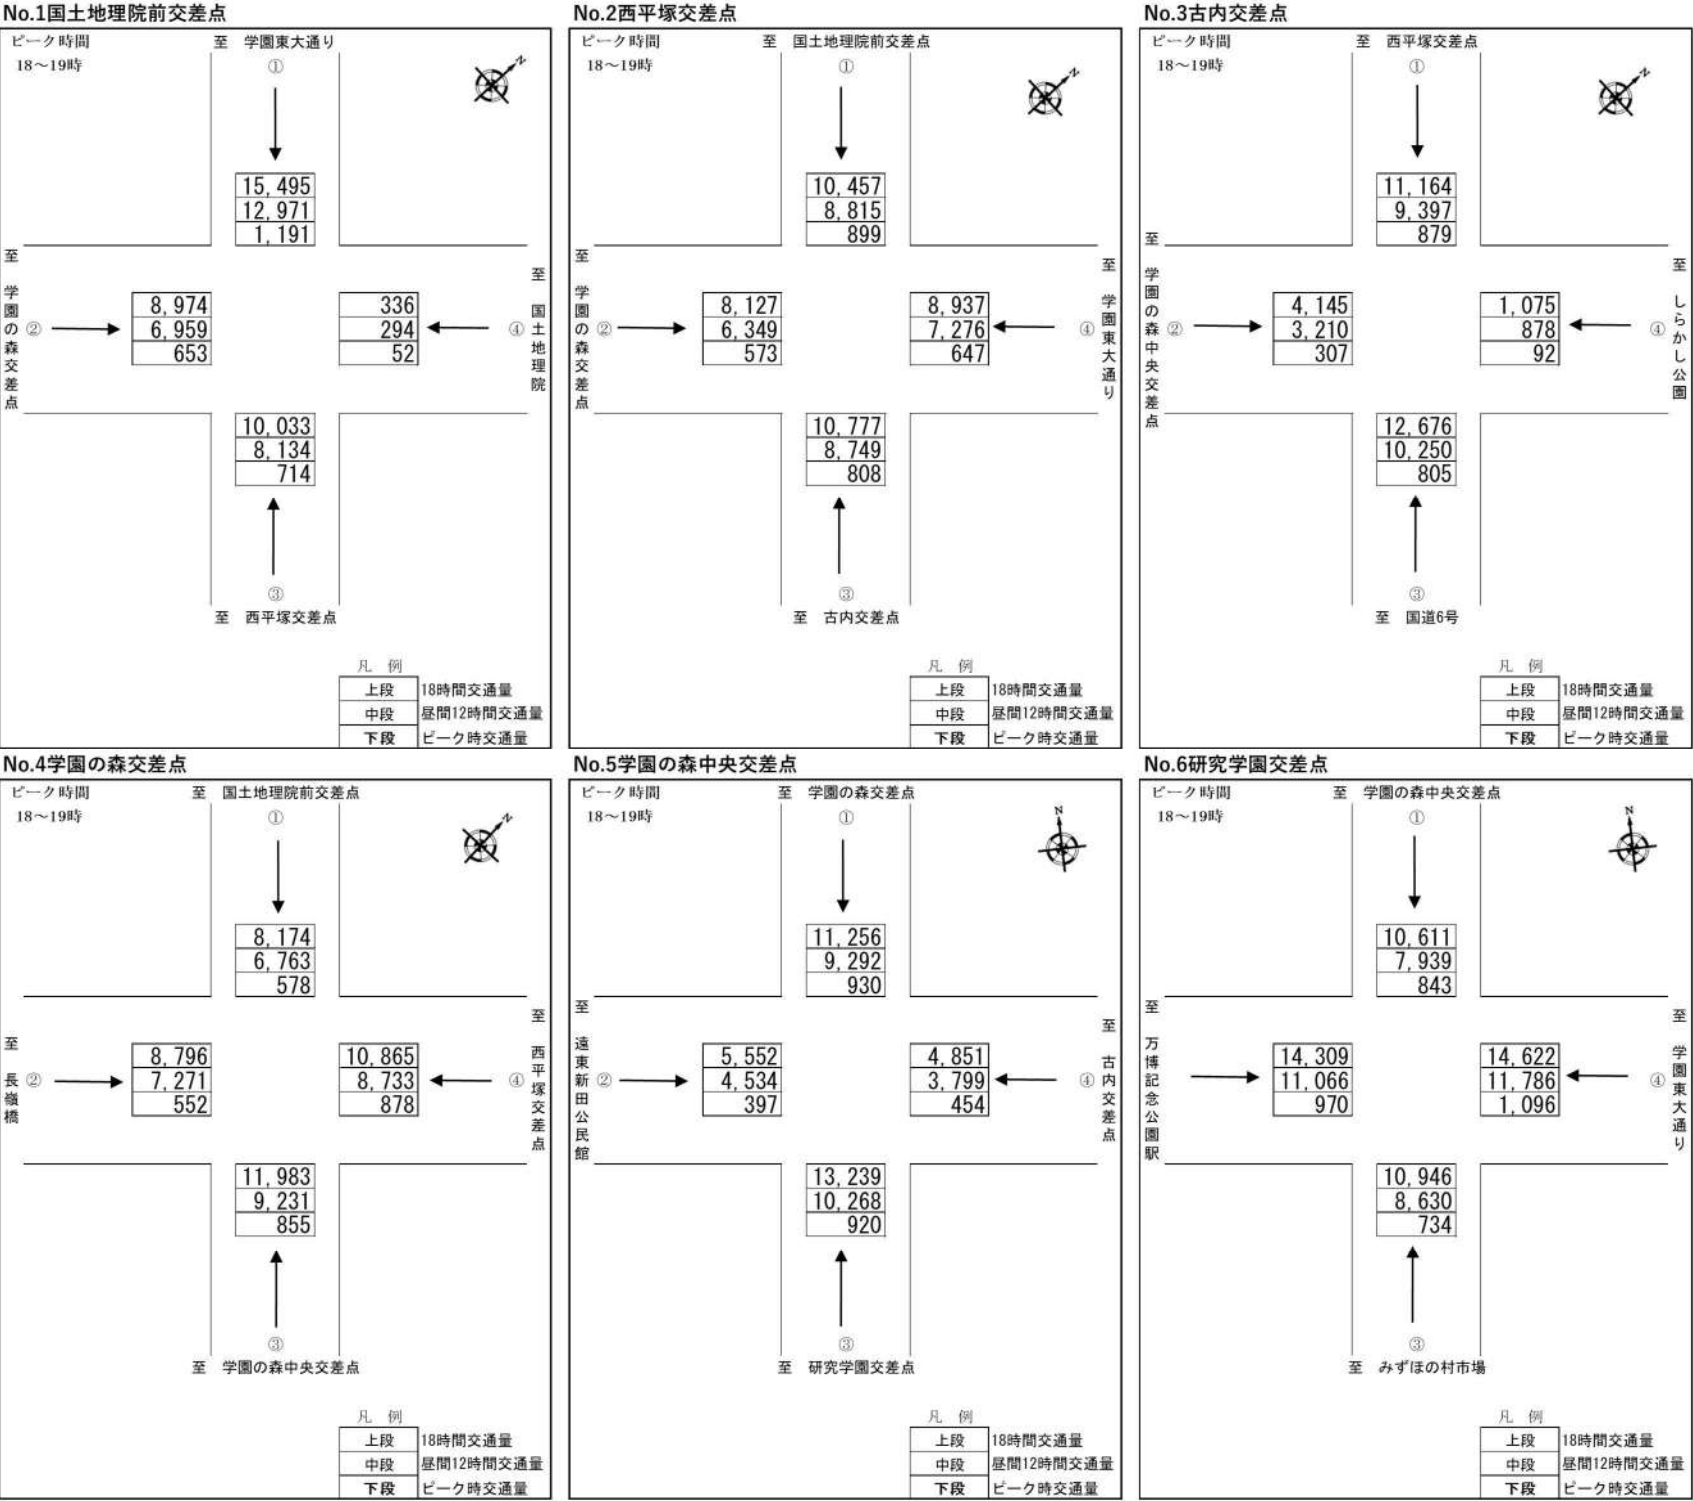 No.1国土地理院前交差点
ピーク時間
18～19時
至 学園東大通り
①
N
15,495
12,971
1,191
至 学園の森交差点
②
8,974
6,959
653
336
294
52
④
至 国土地理院
10,033
8,134
714
③
至 西平塚交差点
凡 例
上段 18時間交通量
中段 昼間12時間交通量
下段 ピーク時交通量
No.2西平塚交差点
ピーク時間
18～19時
至 国土地理院前交差点
①
N
10,457
8,815
899
至 学園の森交差点
②
8,127
6,349
573
8,937
7,276
647
④
至 学園東大通り
10,777
8,749
808
③
至 古内交差点
凡 例
上段 18時間交通量
中段 昼間12時間交通量
下段 ピーク時交通量
No.3古内交差点
ピーク時間
18～19時
至 西平塚交差点
①
N
11,164
9,397
879
至 学園の森中央交差点
②
4,145
3,210
307
1,075
878
92
④
至 しらかし公園
12,676
10,250
805
③
至 国道6号
凡 例
上段 18時間交通量
中段 昼間12時間交通量
下段 ピーク時交通量
No.4学園の森交差点
ピーク時間
18～19時
至 国土地理院前交差点
①
N
8,174
6,763
578
至 長嶺橋
②
8,796
7,271
552
10,865
8,733
878
④
至 西平塚交差点
11,983
9,231
855
③
至 学園の森中央交差点
凡 例
上段 18時間交通量
中段 昼間12時間交通量
下段 ピーク時交通量
No.5学園の森中央交差点
ピーク時間
18～19時
至 学園の森交差点
①
N
11,256
9,292
930
至 遠東新田公民館
②
5,552
4,534
397
4,851
3,799
454
④
至 古内交差点
13,239
10,268
920
③
至 研究学園交差点
凡 例
上段 18時間交通量
中段 昼間12時間交通量
下段 ピーク時交通量
No.6研究学園交差点
ピーク時間
18～19時
至 学園の森中央交差点
①
N
10,611
7,939
843
至 万博記念公園駅
14,309
11,066
970
14,622
11,786
1,096
④
至 学園東大通り
10,946
8,630
734
③
至 みずほの村市場
凡 例
上段 18時間交通量
中段 昼間12時間交通量
下段 ピーク時交通量